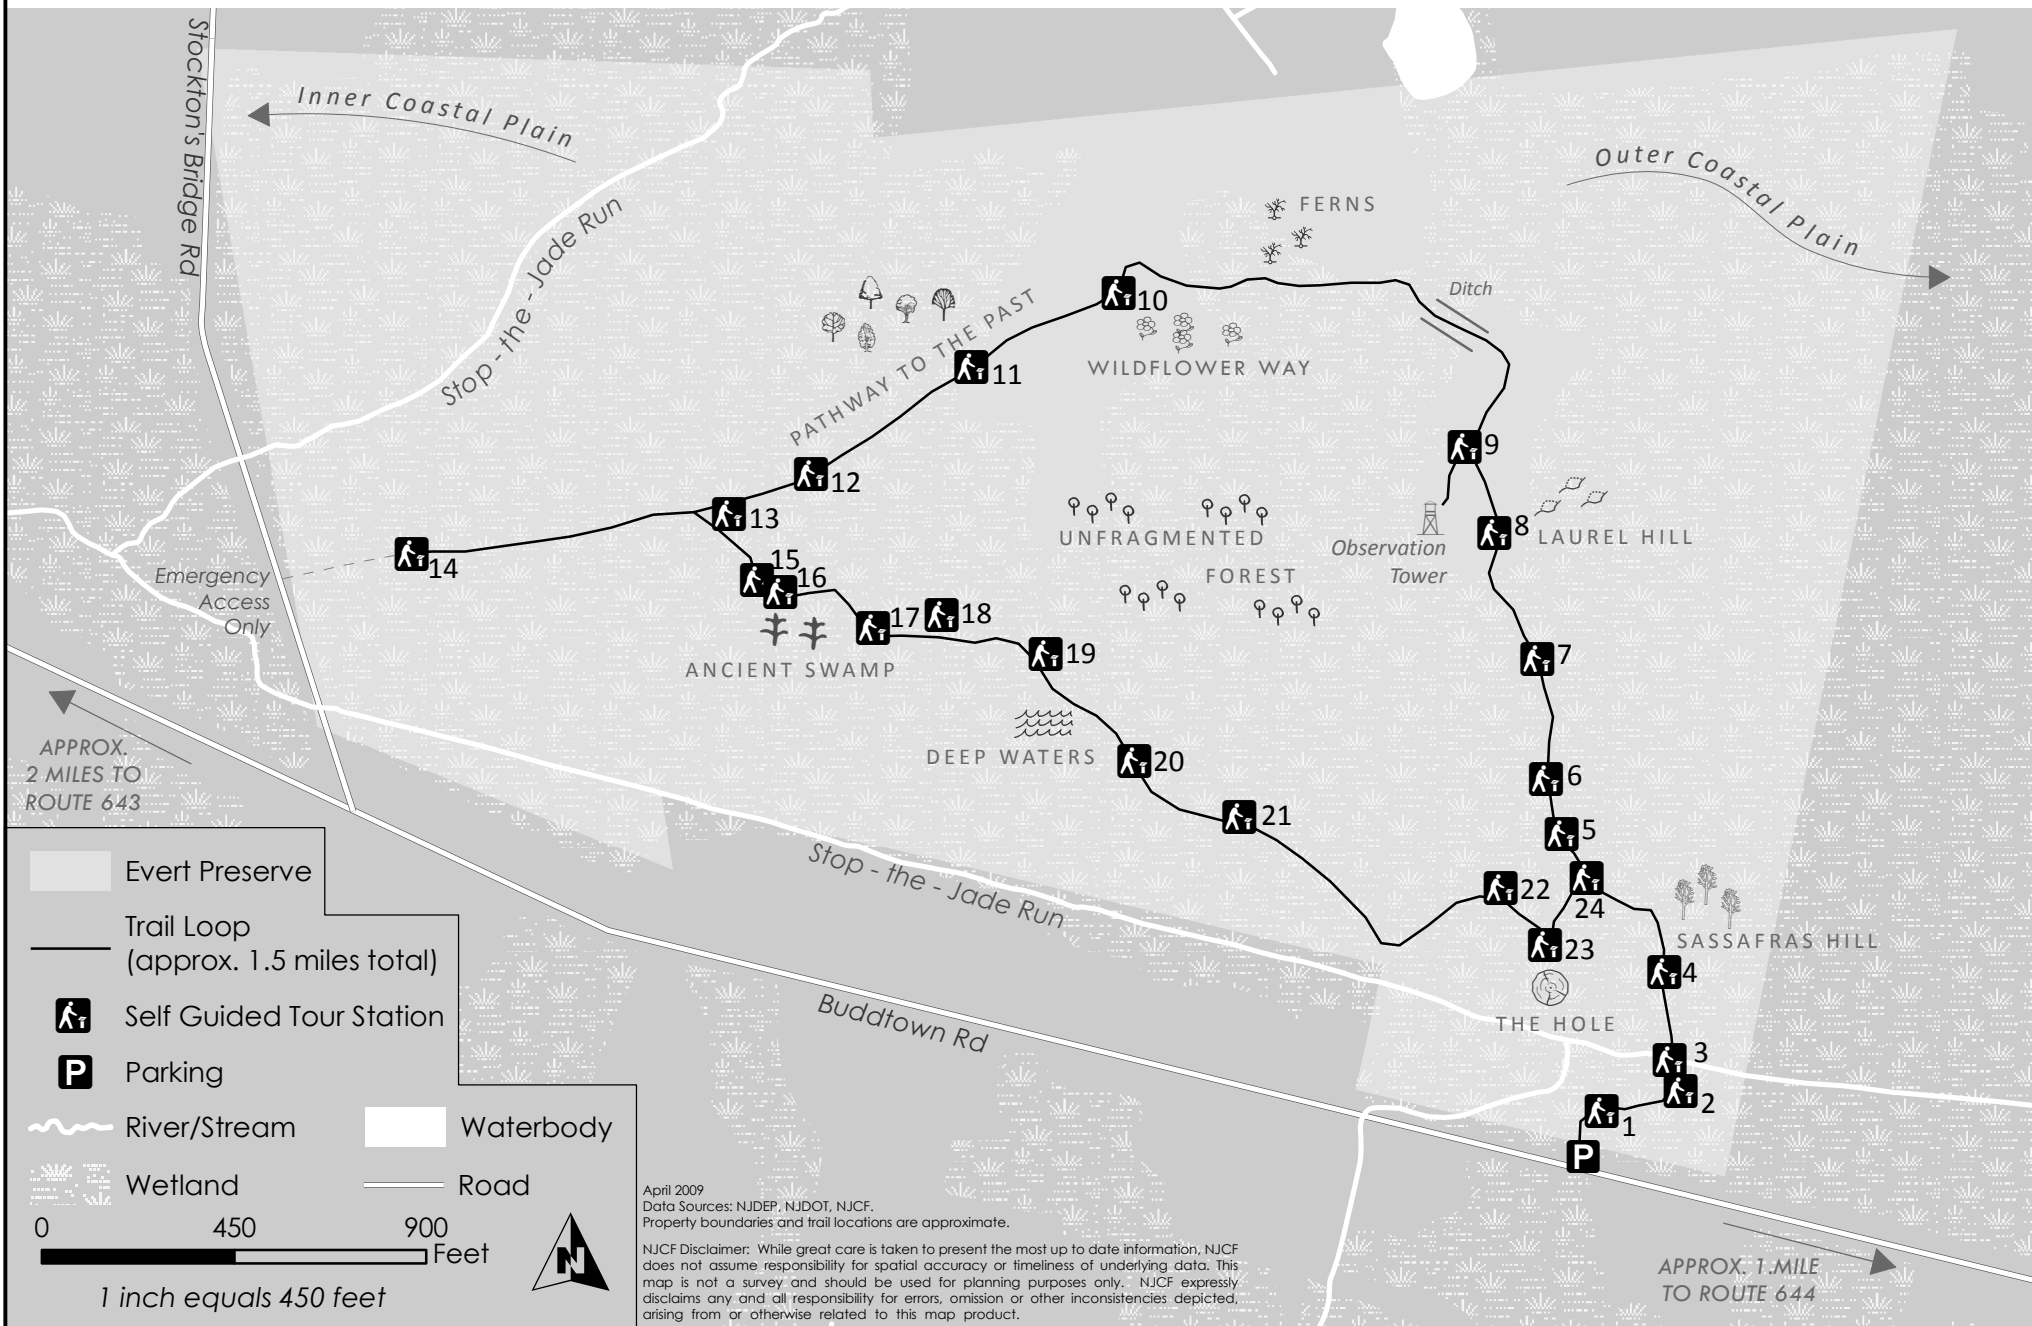 Stockton's Bridge Rd
Inner Coastal Plain
Outer Coastal Plain
Stop - the - Jade Run
FERNS
Ditch
PATHWAY TO THE PAST
10
WILDFLOWER WAY
11
12
9
13
8
LAUREL HILL
UNFRAGMENTED
FOREST
Observation
Tower
14
15
16
Emergency
Access
Only
17
18
19
7
ANCIENT SWAMP
DEEP WATERS
20
6
21
5
APPROX.
2 MILES TO
ROUTE 643
Stop - the - Jade Run
22
24
23
SASSAFRAS HILL
4
THE HOLE
3
2
1
P
Buddtown Rd
APPROX. 1.MILE
TO ROUTE 644
Evert Preserve
Trail Loop
(approx. 1.5 miles total)
Self Guided Tour Station
P
Parking
River/Stream
Waterbody
Wetland
Road
0 450 900
Feet
1 inch equals 450 feet
N
April 2009
Data Sources: NJDEP, NJDOT, NJCF.
Property boundaries and trail locations are approximate.
NJCF Disclaimer: While great care is taken to present the most up to date information, NJCF
does not assume responsibility for spatial accuracy or timeliness of underlying data. This
map is not a survey and should be used for planning purposes only. NJCF expressly
disclaims any and all responsibility for errors, omission or other inconsistencies depicted,
arising from or otherwise related to this map product.